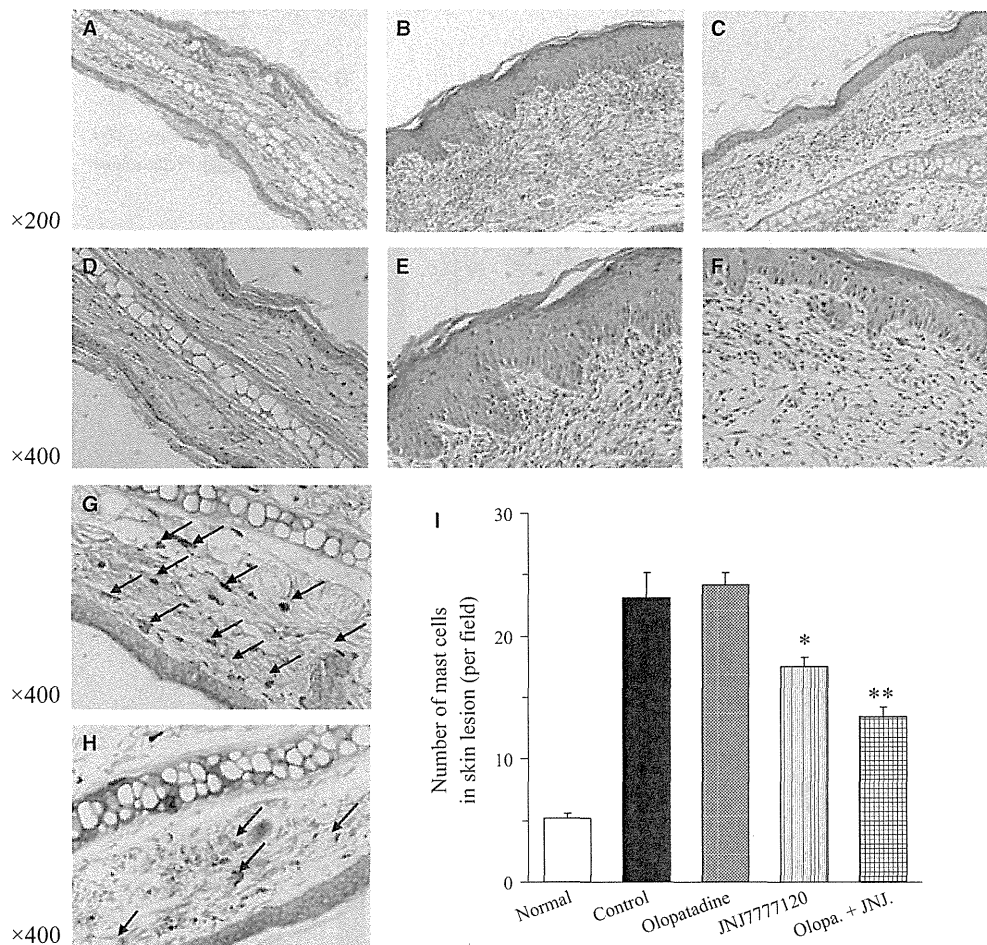 A
B
C
×200
D
E
F
×400
G
×400
H
×400
I
Number of mast cells
in skin lesion (per field)
30
20
10
0
*
**
Normal
Control
Olopatadine
JNJ7777120
Olopa. + JNJ.